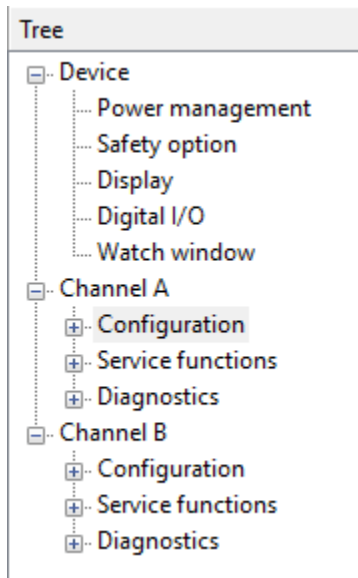 Tree
Device
Power management
Safety option
Display
Digital I/O
Watch window
Channel A
Configuration
Service functions
Diagnostics
Channel B
Configuration
Service functions
Diagnostics